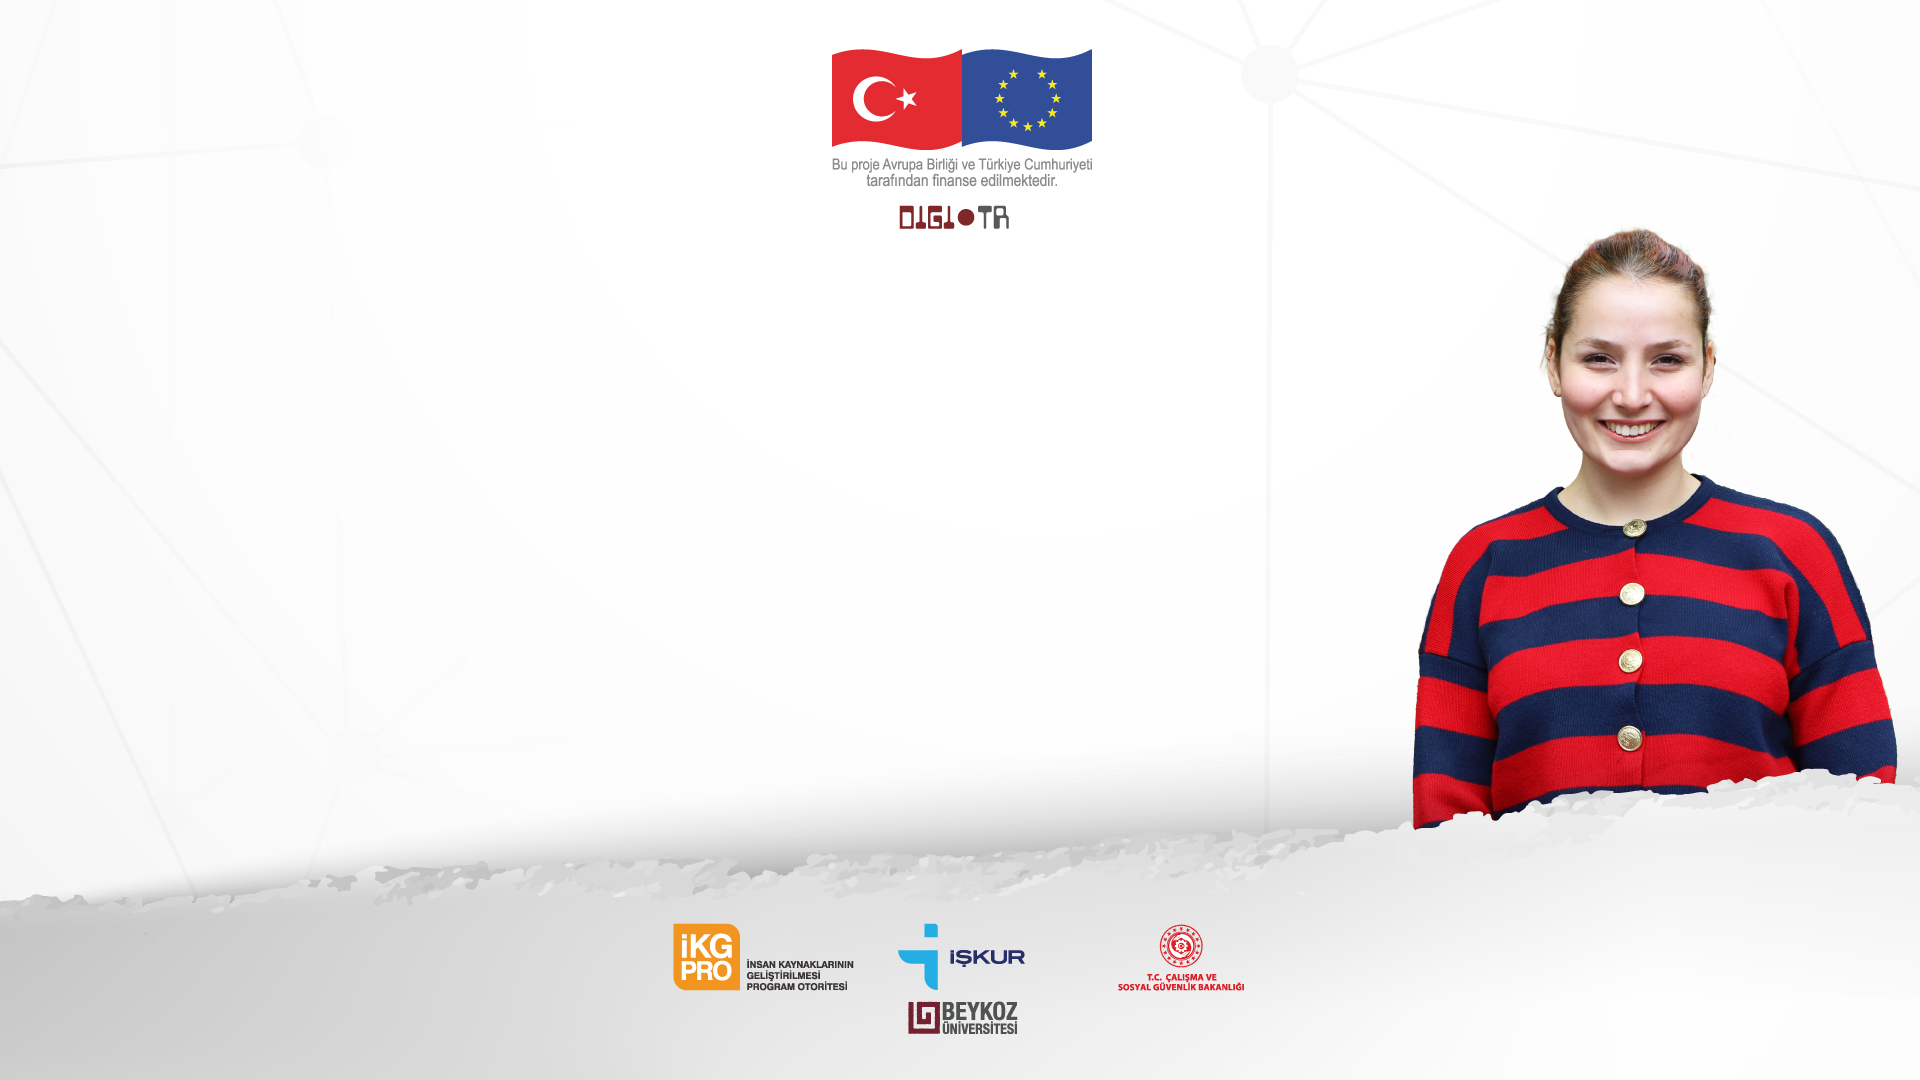 Bu proje Avrupa Birliği ve Türkiye Cumhuriyeti
tarafından finanse edilmektedir.
DIGI●TR
iKG
PRO
İNSAN KAYNAKLARININ
GELİŞTİRİLMESİ
PROGRAM OTORİTESİ
İŞKUR
T.C. ÇALIŞMA VE
SOSYAL GÜVENLİK BAKANLIĞI
BEYKOZ
ÜNİVERSİTESİ